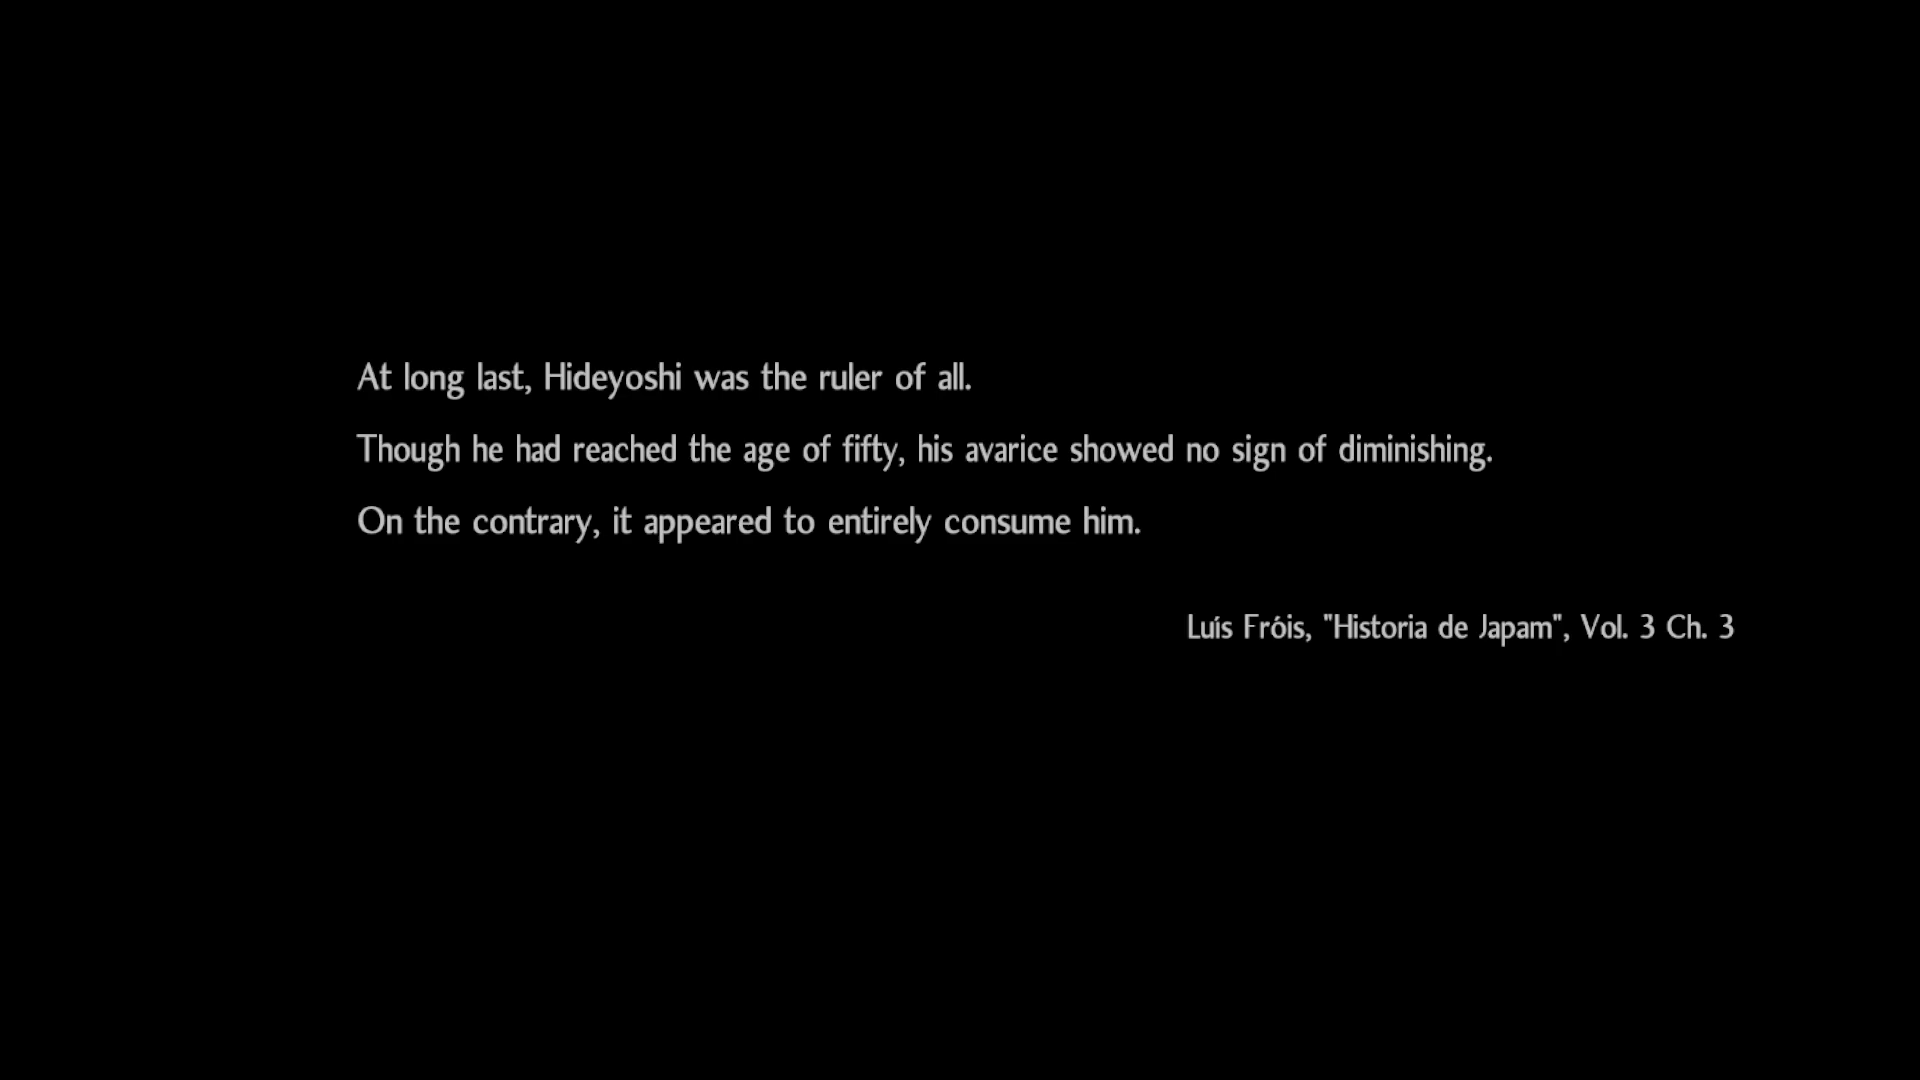 At long last, Hideyoshi was the ruler of all.
Though he had reached the age of fifty, his avarice showed no sign of diminishing.
On the contrary, it appeared to entirely consume him.
Luís Fróis, "Historia de Japam", Vol. 3 Ch. 3